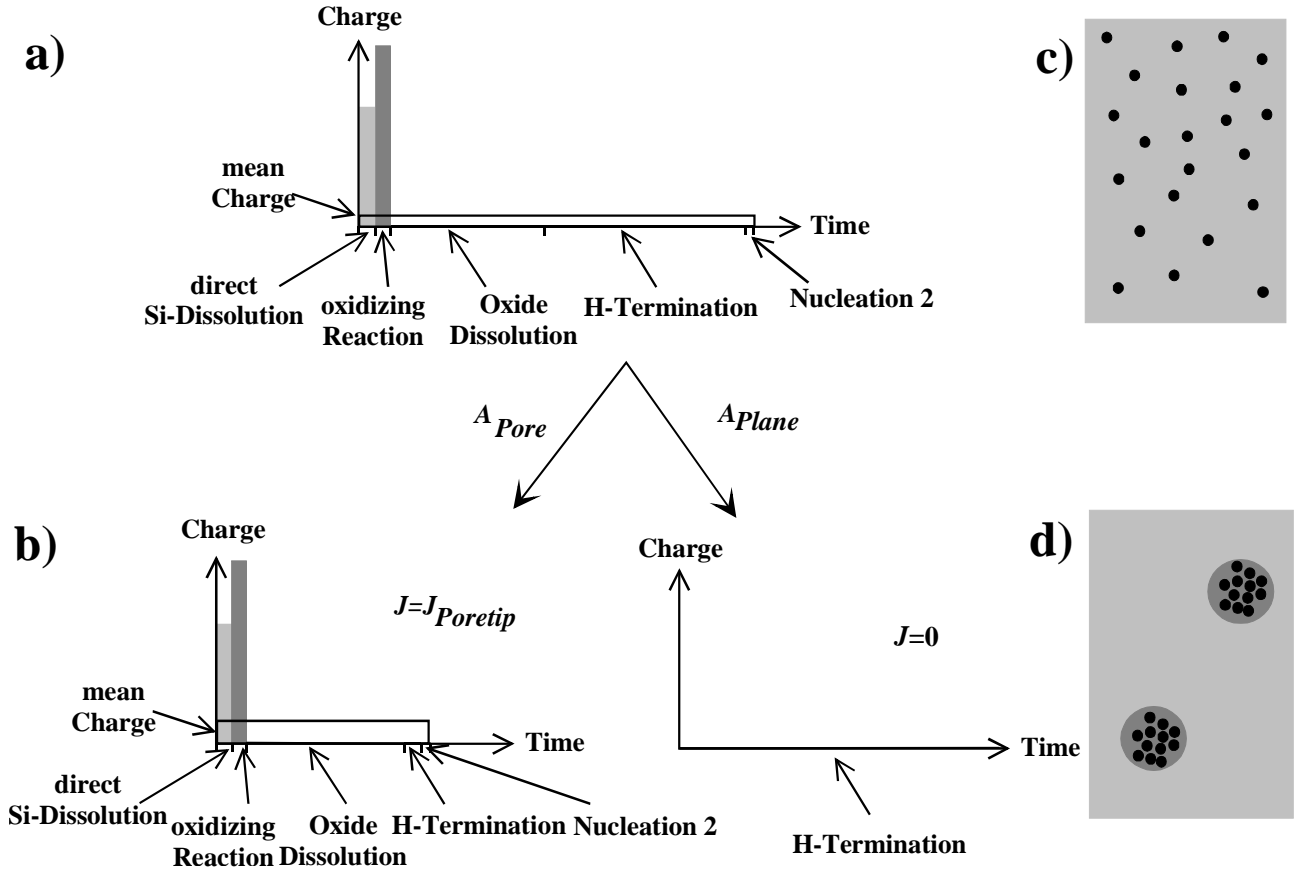 a)
Charge
mean
Charge
Time
direct
Si-Dissolution
oxidizing
Reaction
Oxide
Dissolution
H-Termination
Nucleation 2
c)
A Pore
A Plane
b)
Charge
J=J Poretip
mean
Charge
Time
direct
Si-Dissolution
oxidizing
Reaction
Oxide
Dissolution
H-Termination
Nucleation 2
Charge
J=0
Time
H-Termination
d)